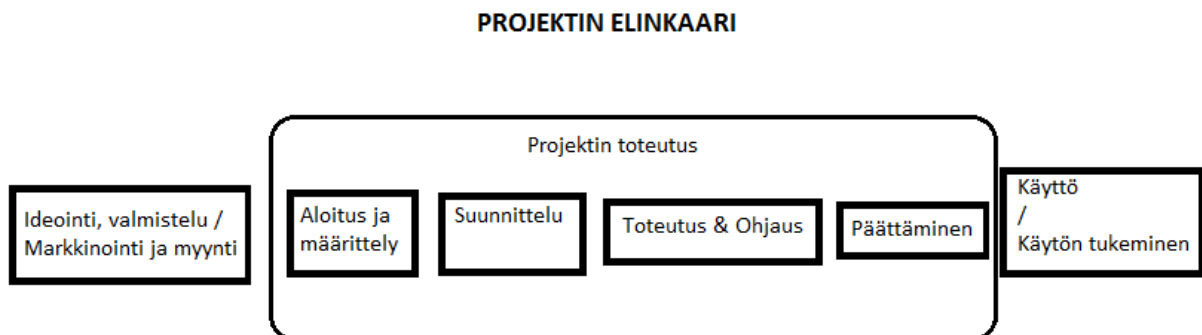 PROJEKTIN ELINKAARI
Projektin toteutus
Ideointi, valmistelu /
Markkinointi ja myynti
Aloitus ja
määrittely
Suunnittelu
Toteutus & Ohjaus
Päättäminen
Käyttö
/
Käytön tukeminen